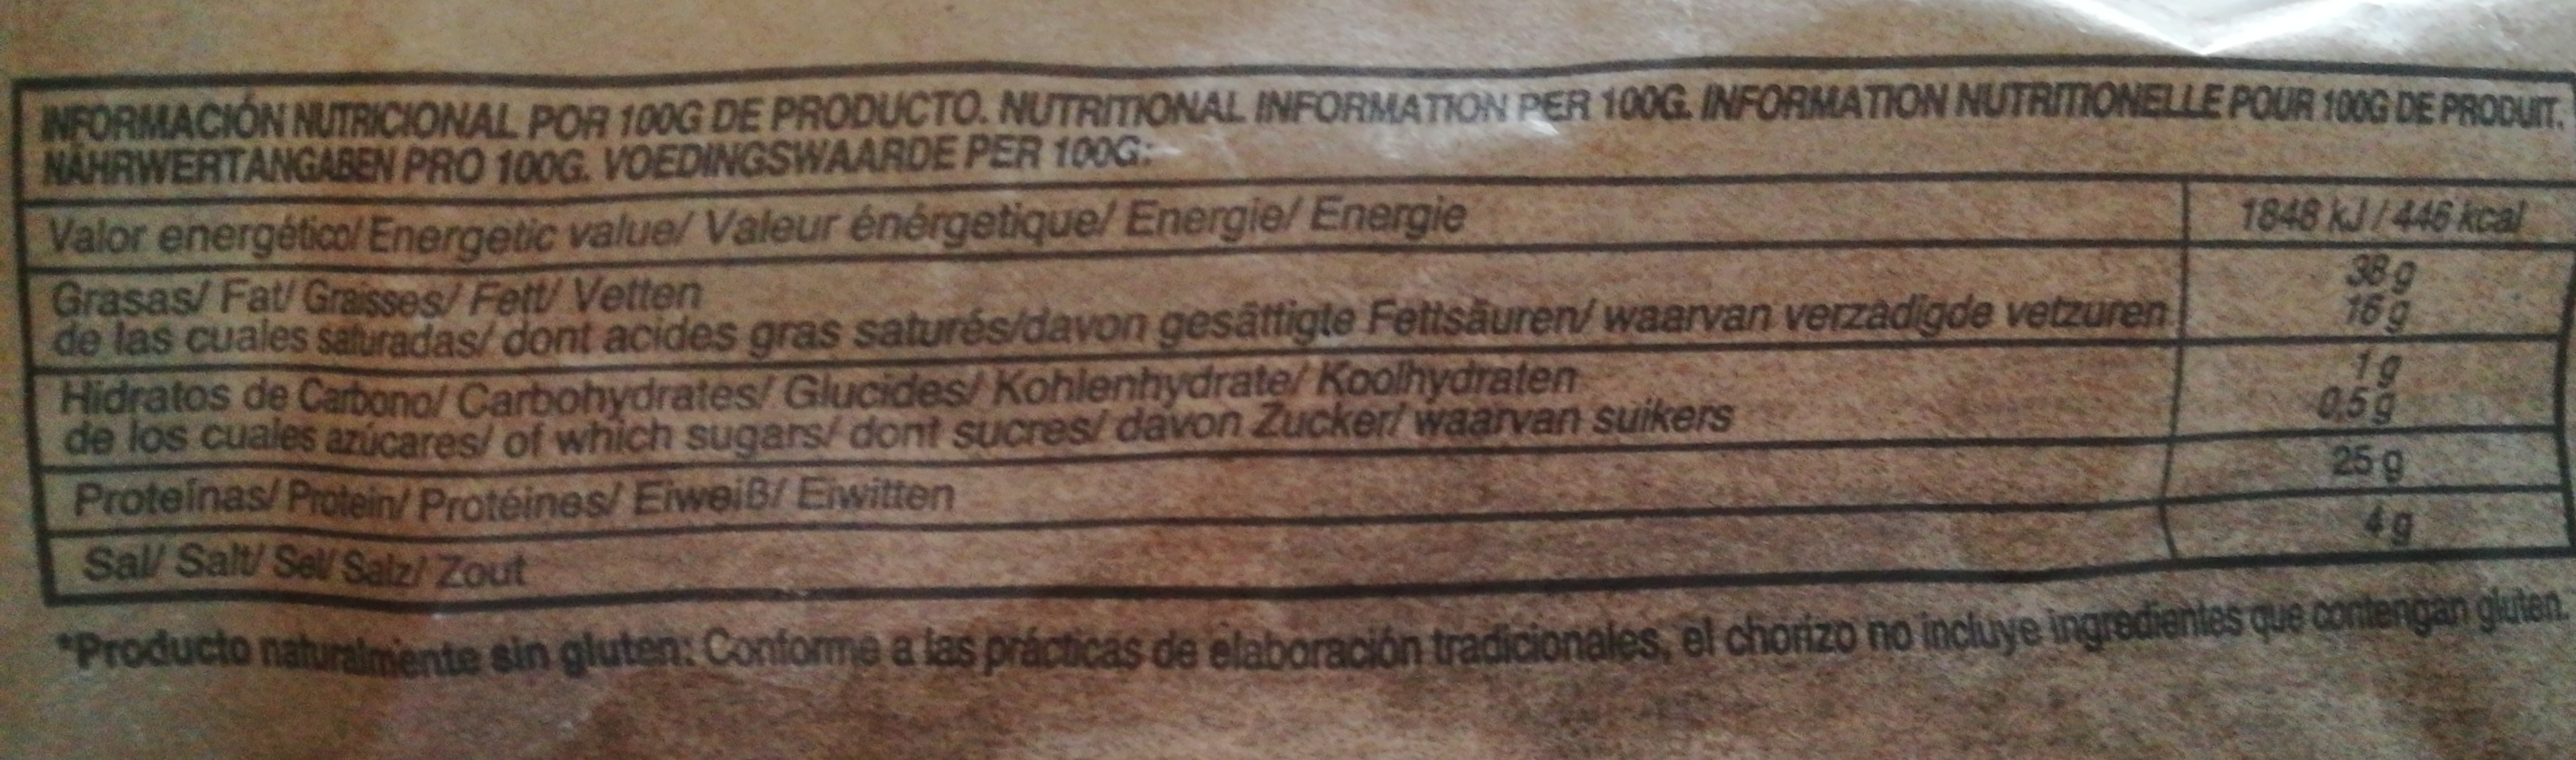 INFORMACIÓN NUTRICIONAL POR 100G DE PRODUCTO. NUTRITIONAL INFORMATION PER 100G. INFORMATION NUTRITIONELLE POUR 100G DE PRODUIT.
NÄHRWERTANGABEN PRO 100G. VOEDINGSWAARDE PER 100G:
Valor energético/ Energetic value/ Valeur énérgetique/ Energie/ Energie 1848 kJ / 446 kcal
Grasas/ Fat/ Graisses/ Fett/ Vetten 38 g
de las cuales saturadas/ dont acides gras saturés/davon gesättigte Fettsäuren/ waarvan verzadigde vetzuren 16 g
Hidratos de Carbono/ Carbohydrates/ Glucides/ Kohlenhydrate/ Koolhydraten 1 g
de los cuales azúcares/ of which sugars/ dont sucres/ davon Zucker/ waarvan suikers 0,5 g
Proteínas/ Protein/ Protéines/ Eiweiß/ Eiwitten 25 g
Sal/ Salt/ Sel/ Salz/ Zout 4 g
*Producto naturalmente sin gluten: Conforme a las prácticas de elaboración tradicionales, el chorizo no incluye ingredientes que contengan gluten.